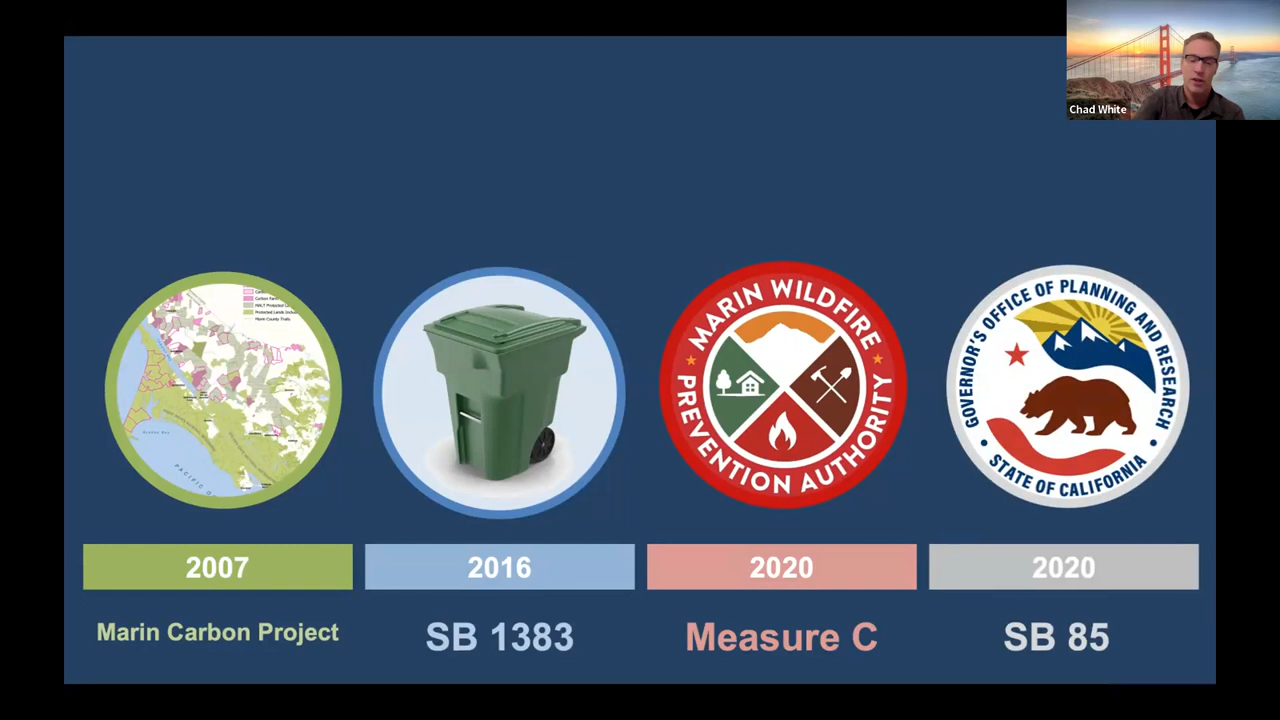 Chad White
PACIFIC O
MARIN WILDFIRE
PREVENTION AUTHORITY
GOVERNOR'S OFFICE OF PLANNING AND RESEARCH
STATE OF CALIFORNIA
2007
2016
2020
2020
Marin Carbon Project
SB 1383
Measure C
SB 85